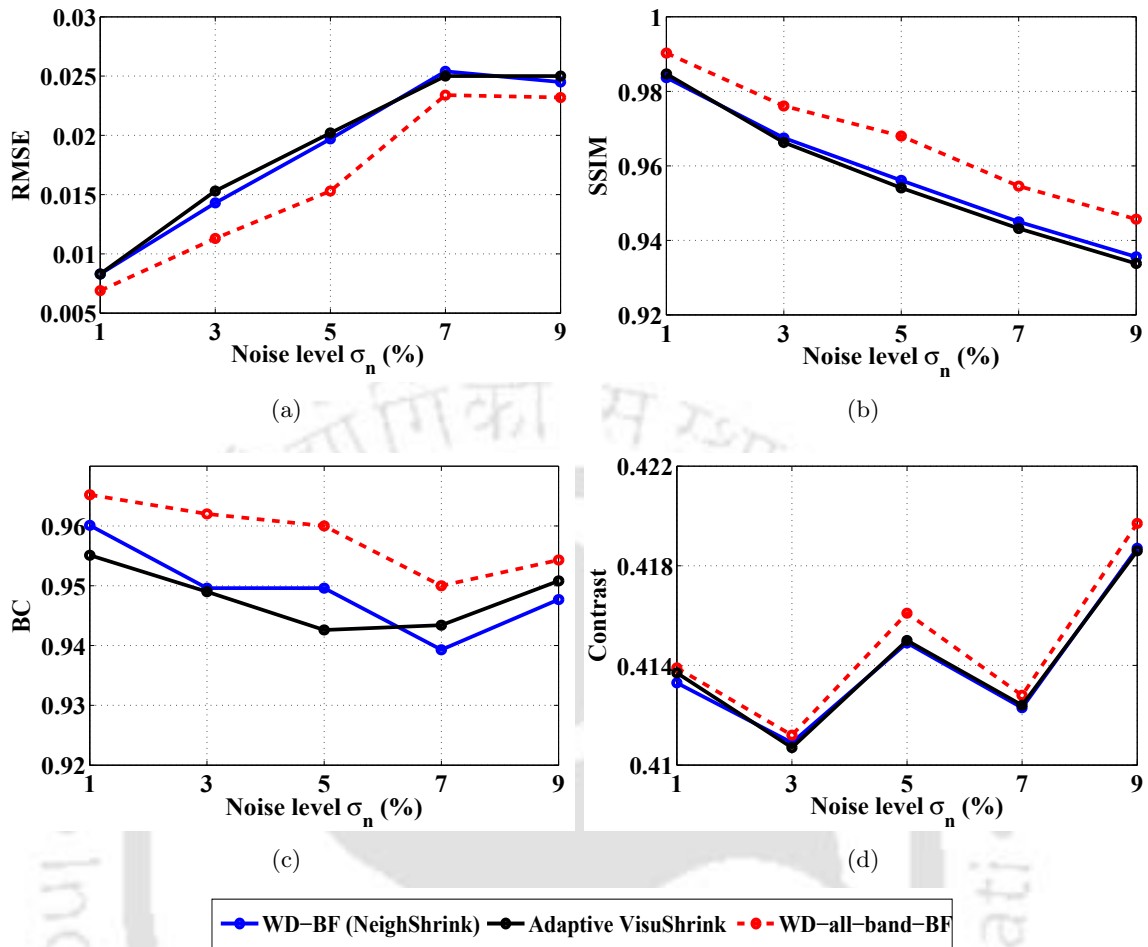 0.03
0.025
0.02
0.015
0.01
0.005
RMSE
1 3 5 7 9
Noise level σn (%)
(a)
1
0.98
0.96
0.94
0.92
SSIM
1 3 5 7 9
Noise level σn (%)
(b)
0.96
0.95
0.94
0.93
0.92
BC
1 3 5 7 9
Noise level σn (%)
(c)
0.422
0.418
0.414
0.41
Contrast
1 3 5 7 9
Noise level σn (%)
(d)
WD−BF (NeighShrink) Adaptive VisuShrink WD−all−band−BF